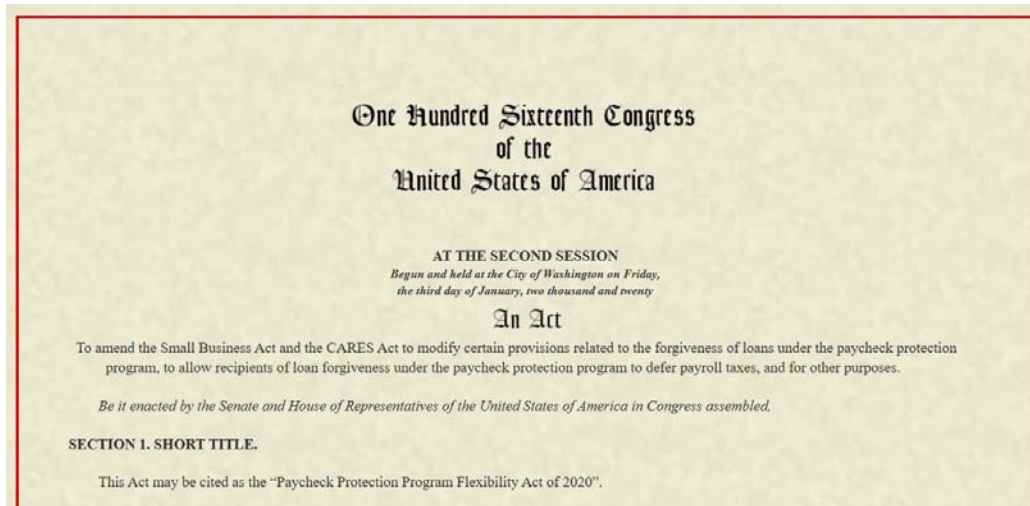 One Hundred Sixteenth Congress
of the
United States of America
AT THE SECOND SESSION
Begun and held at the City of Washington on Friday,
the third day of January, two thousand and twenty
An Act
To amend the Small Business Act and the CARES Act to modify certain provisions related to the forgiveness of loans under the paycheck protection
program, to allow recipients of loan forgiveness under the paycheck protection program to defer payroll taxes, and for other purposes.
Be it enacted by the Senate and House of Representatives of the United States of America in Congress assembled,
SECTION 1. SHORT TITLE.
This Act may be cited as the “Paycheck Protection Program Flexibility Act of 2020”.